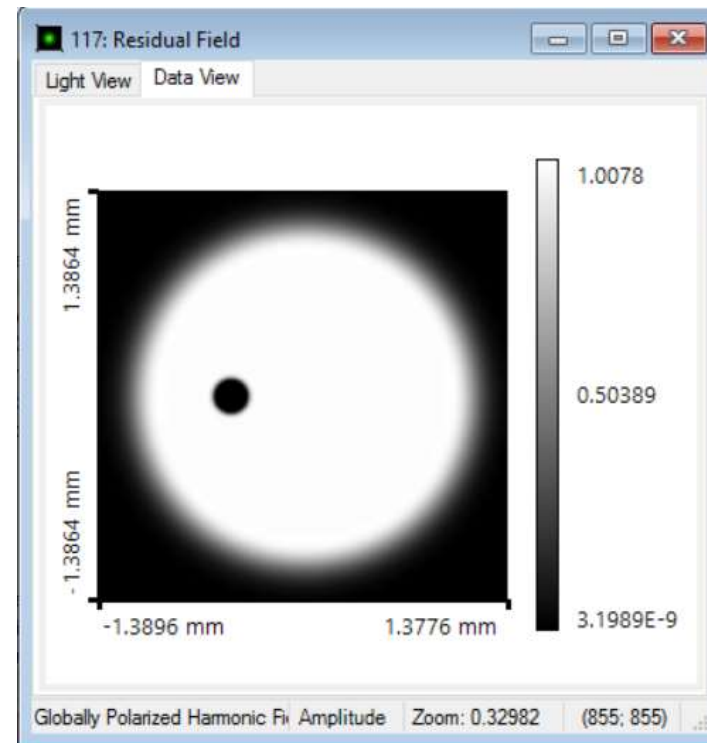 117: Residual Field
Light View Data View
1.3864 mm
-1.3864 mm
-1.3896 mm 1.3776 mm
1.0078
0.50389
3.1989E-9
Globally Polarized Harmonic Fi Amplitude Zoom: 0.32982 (855; 855)